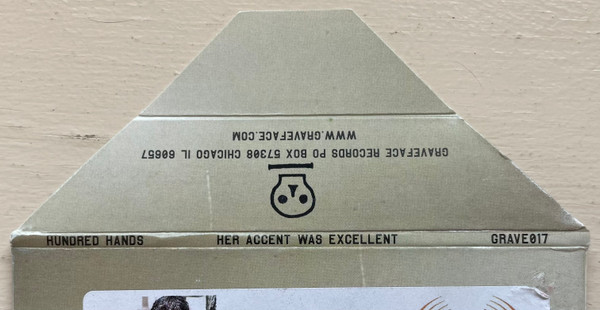 GRAVEFACE RECORDS PO BOX 57308 CHICAGO IL 60657
WWW.GRAVEFACE.COM
HUNDRED HANDS HER ACCENT WAS EXCELLENT GRAVE017